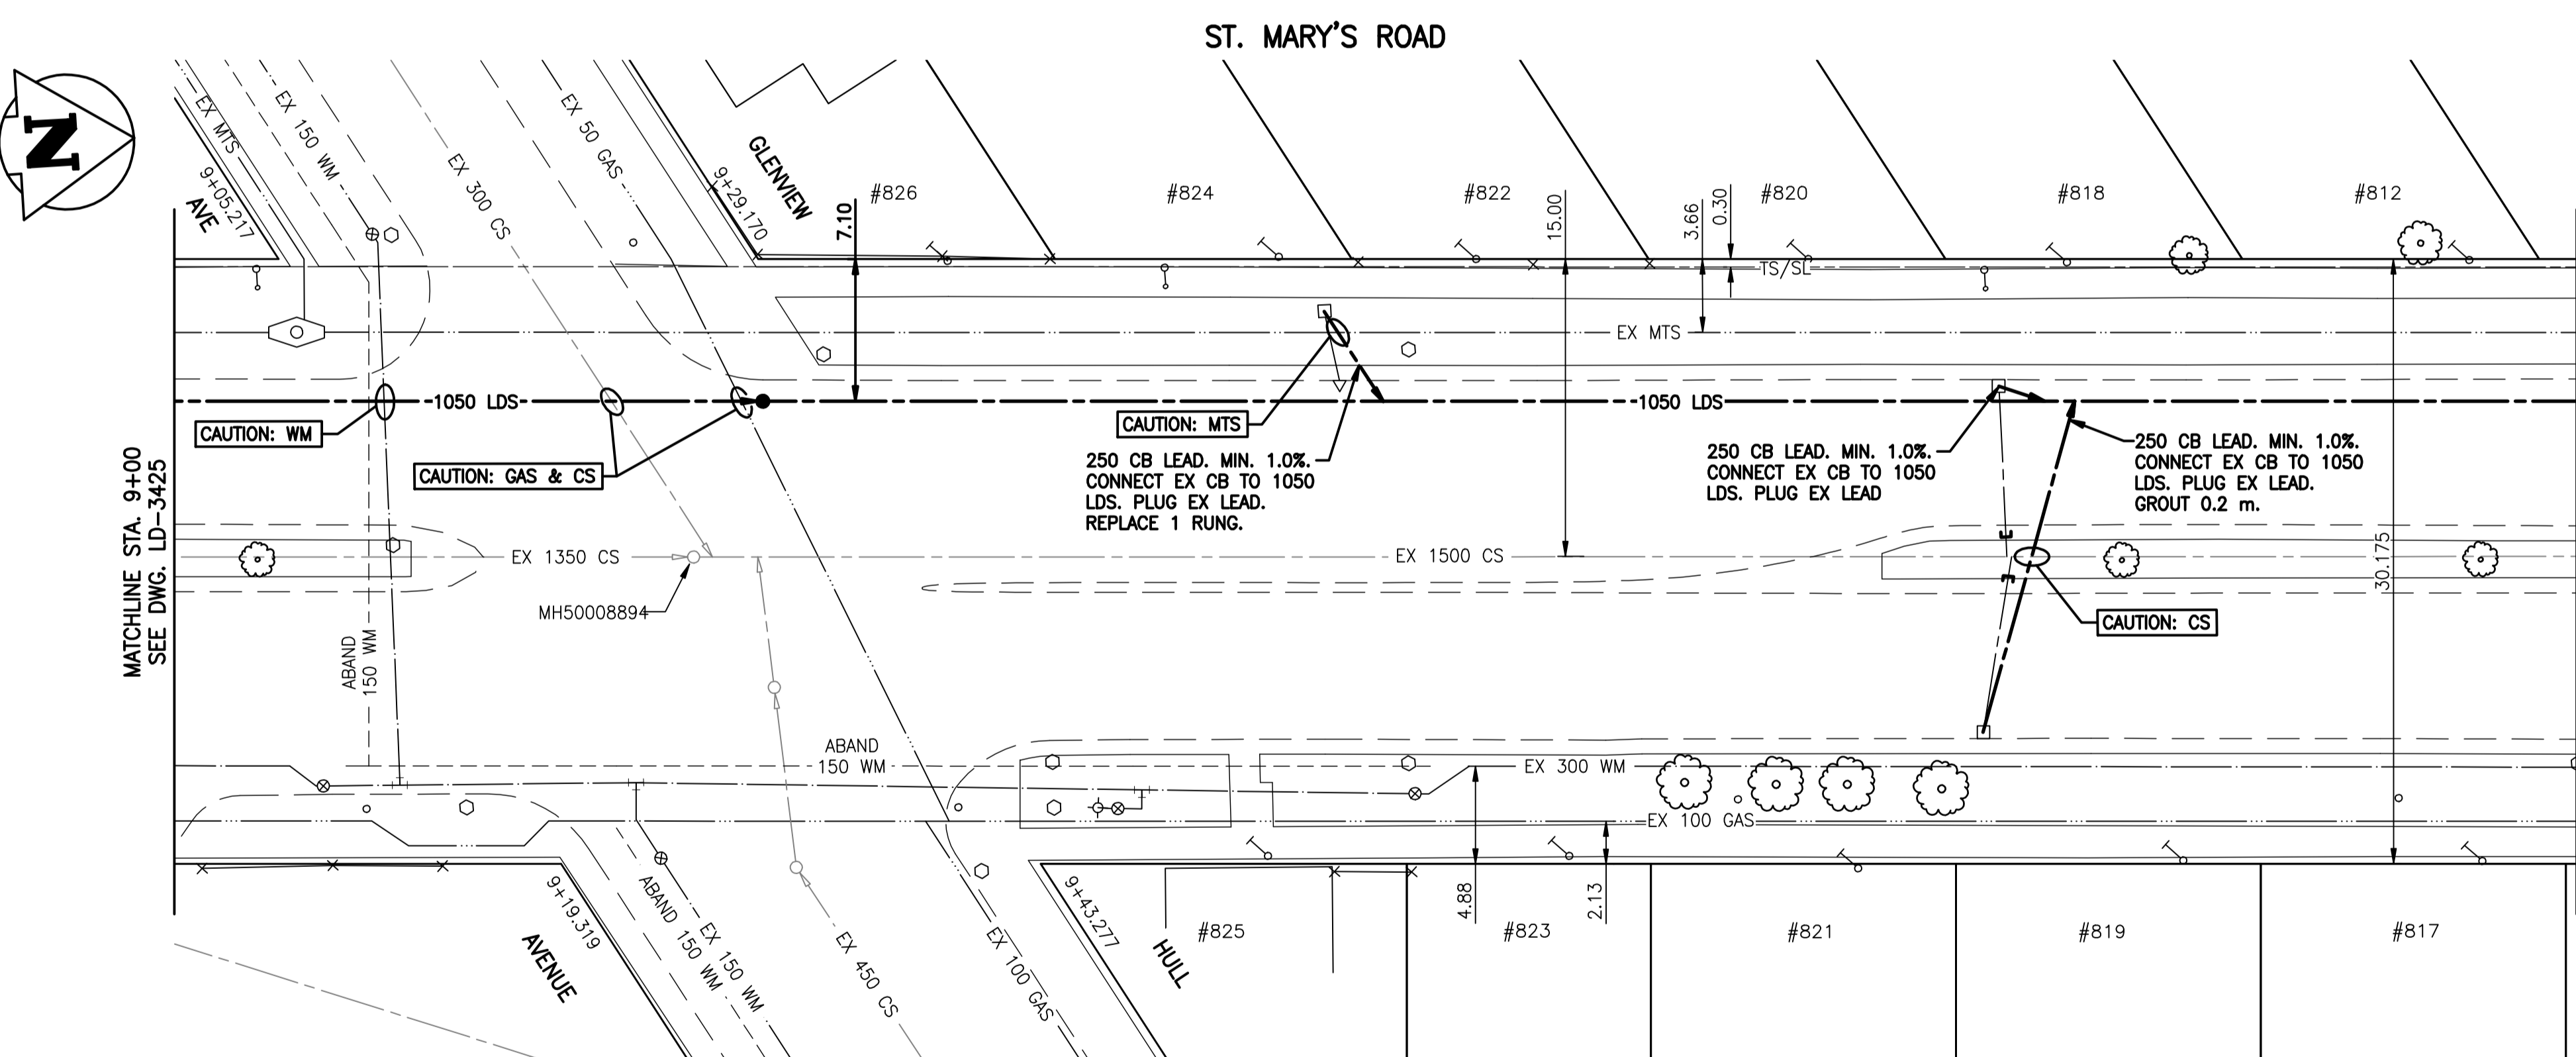 ST. MARY'S ROAD
N
EX MTS
EX 150 WM
EX 300 CS
EX 50 GAS
9+05.217
AVE
9+29.170
GLENVIEW
#826
#824
#822
#820
#818
#812
7.10
15.00
3.66
0.30
TS/SL
EX MTS
1050 LDS
1050 LDS
CAUTION: WM
CAUTION: GAS & CS
CAUTION: MTS
250 CB LEAD. MIN. 1.0%.
CONNECT EX CB TO 1050
LDS. PLUG EX LEAD.
REPLACE 1 RUNG.
250 CB LEAD. MIN. 1.0%.
CONNECT EX CB TO 1050
LDS. PLUG EX LEAD
250 CB LEAD. MIN. 1.0%.
CONNECT EX CB TO 1050
LDS. PLUG EX LEAD.
GROUT 0.2 m.
MATCHLINE STA. 9+00
SEE DWG. LD-3425
EX 1350 CS
EX 1500 CS
30.175
MH50008894
CAUTION: CS
ABAND
150 WM
ABAND
150 WM
EX 300 WM
EX 100 GAS
4.88
2.13
9+19.319
AVENUE
ABAND 150 WM
EX 150 WM
EX 450 CS
EX 100 GAS
9+43.277
HULL
#825
#823
#821
#819
#817